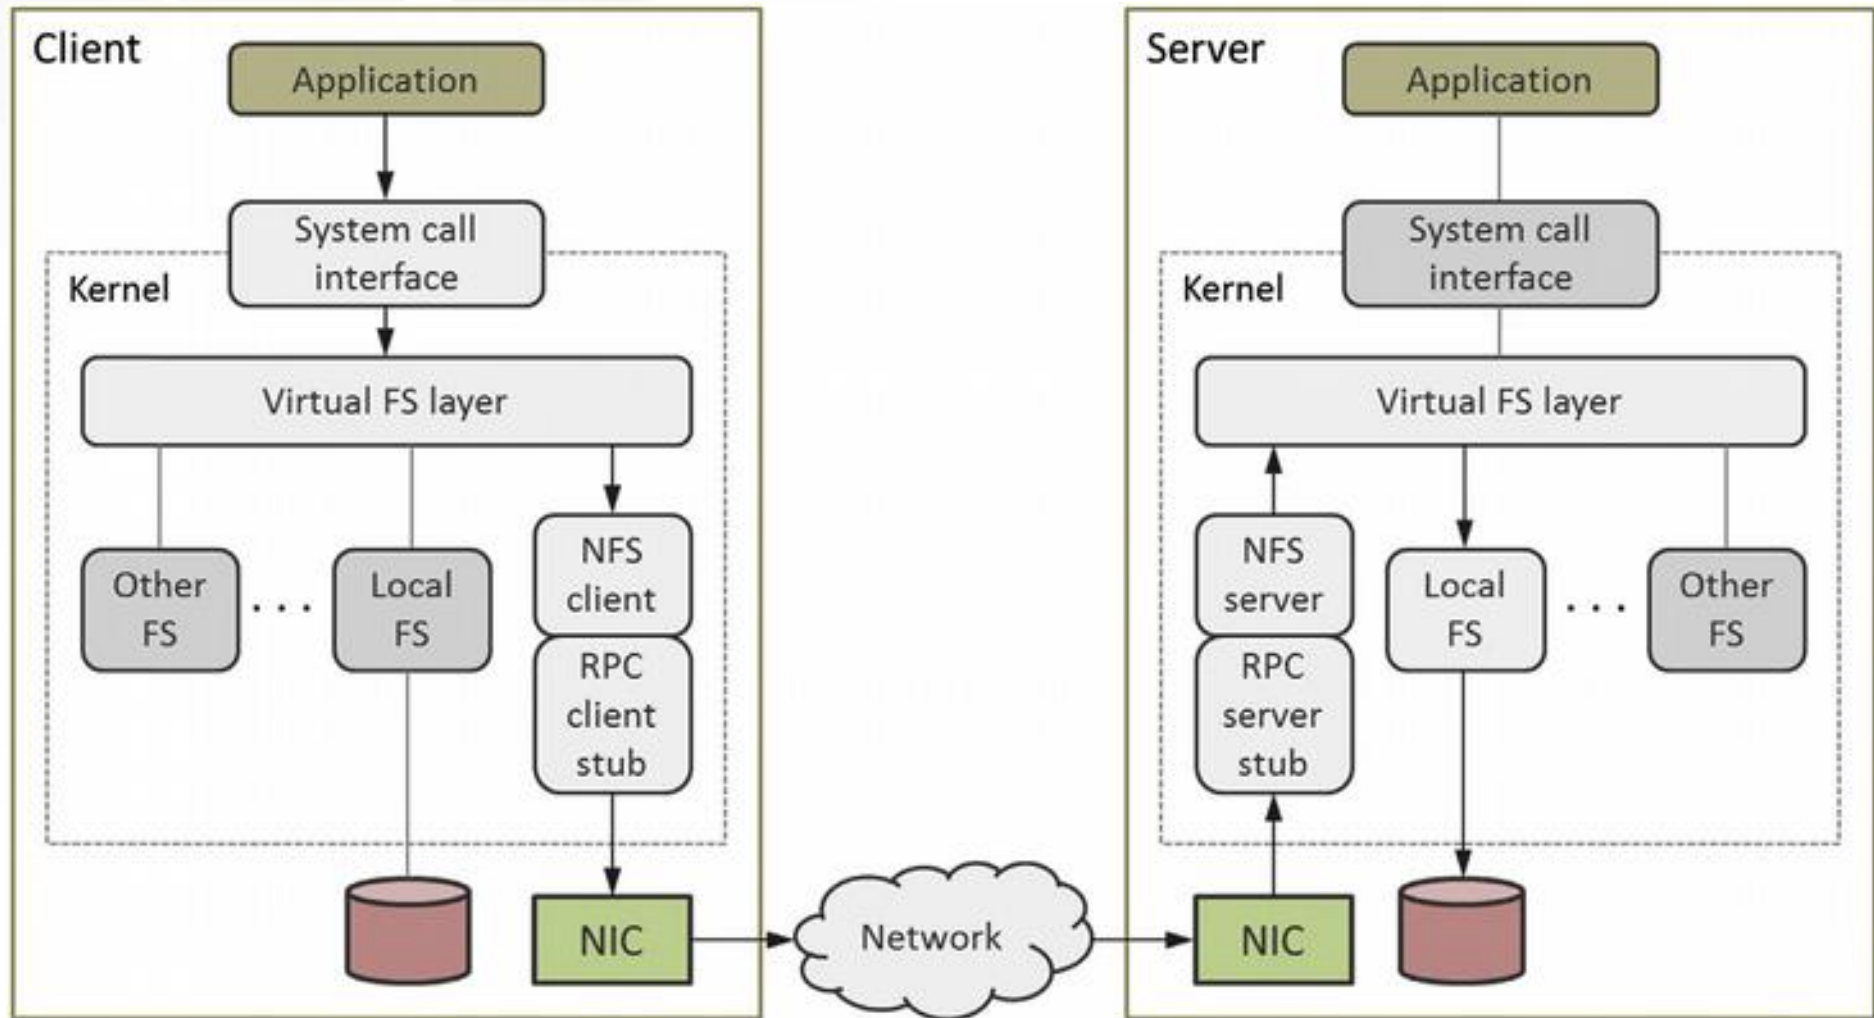 Client
Application
System call
interface
Kernel
Virtual FS layer
Other
FS
. . .
Local
FS
NFS
client
RPC
client
stub
NIC
Network
Server
Application
System call
interface
Kernel
Virtual FS layer
NFS
server
RPC
server
stub
Local
FS
. . .
Other
FS
NIC